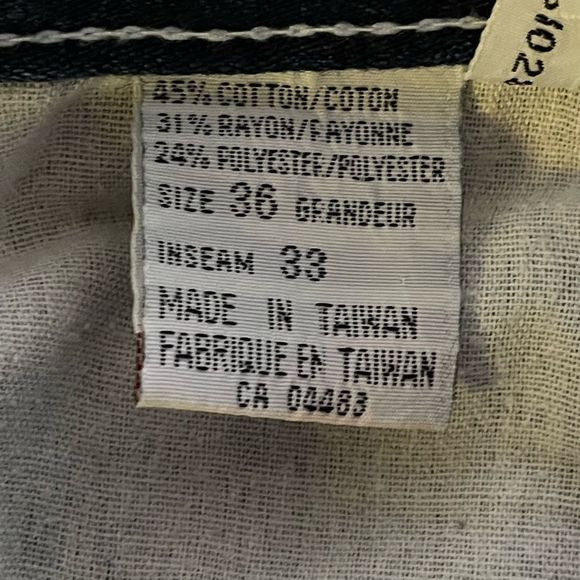 45% COTTON/COTON
31% RAYON/RAYONNE
24% POLYESTER/POLYESTER
SIZE 36 GRANDEUR
INSEAM 33
MADE IN TAIWAN
FABRIQUE EN TAIWAN
CA 04483